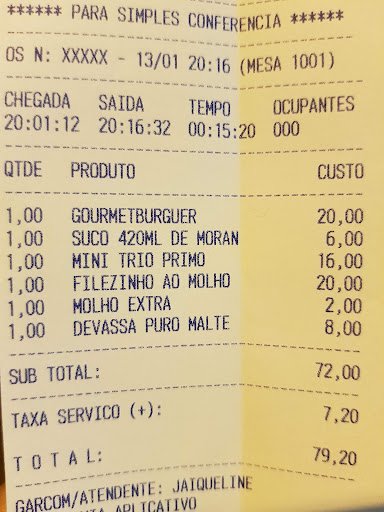 ****** PARA SIMPLES CONFERENCIA ******
OS N: XXXXX - 13/01 20:16 (MESA 1001)
CHEGADA SAIDA TEMPO OCUPANTES
20:01:12 20:16:32 00:15:20 000
QTDE PRODUTO CUSTO
1,00 GOURMETBURGUER 20,00
1,00 SUCO 420ML DE MORAN 6,00
1,00 MINI TRIO PRIMO 16,00
1,00 FILEZINHO AO MOLHO 20,00
1,00 MOLHO EXTRA 2,00
1,00 DEVASSA PURO MALTE 8,00
SUB TOTAL: 72,00
TAXA SERVICO (+): 7,20
T O T A L: 79,20
GARCOM/ATENDENTE: JAIQUELINE
APLICATIVO